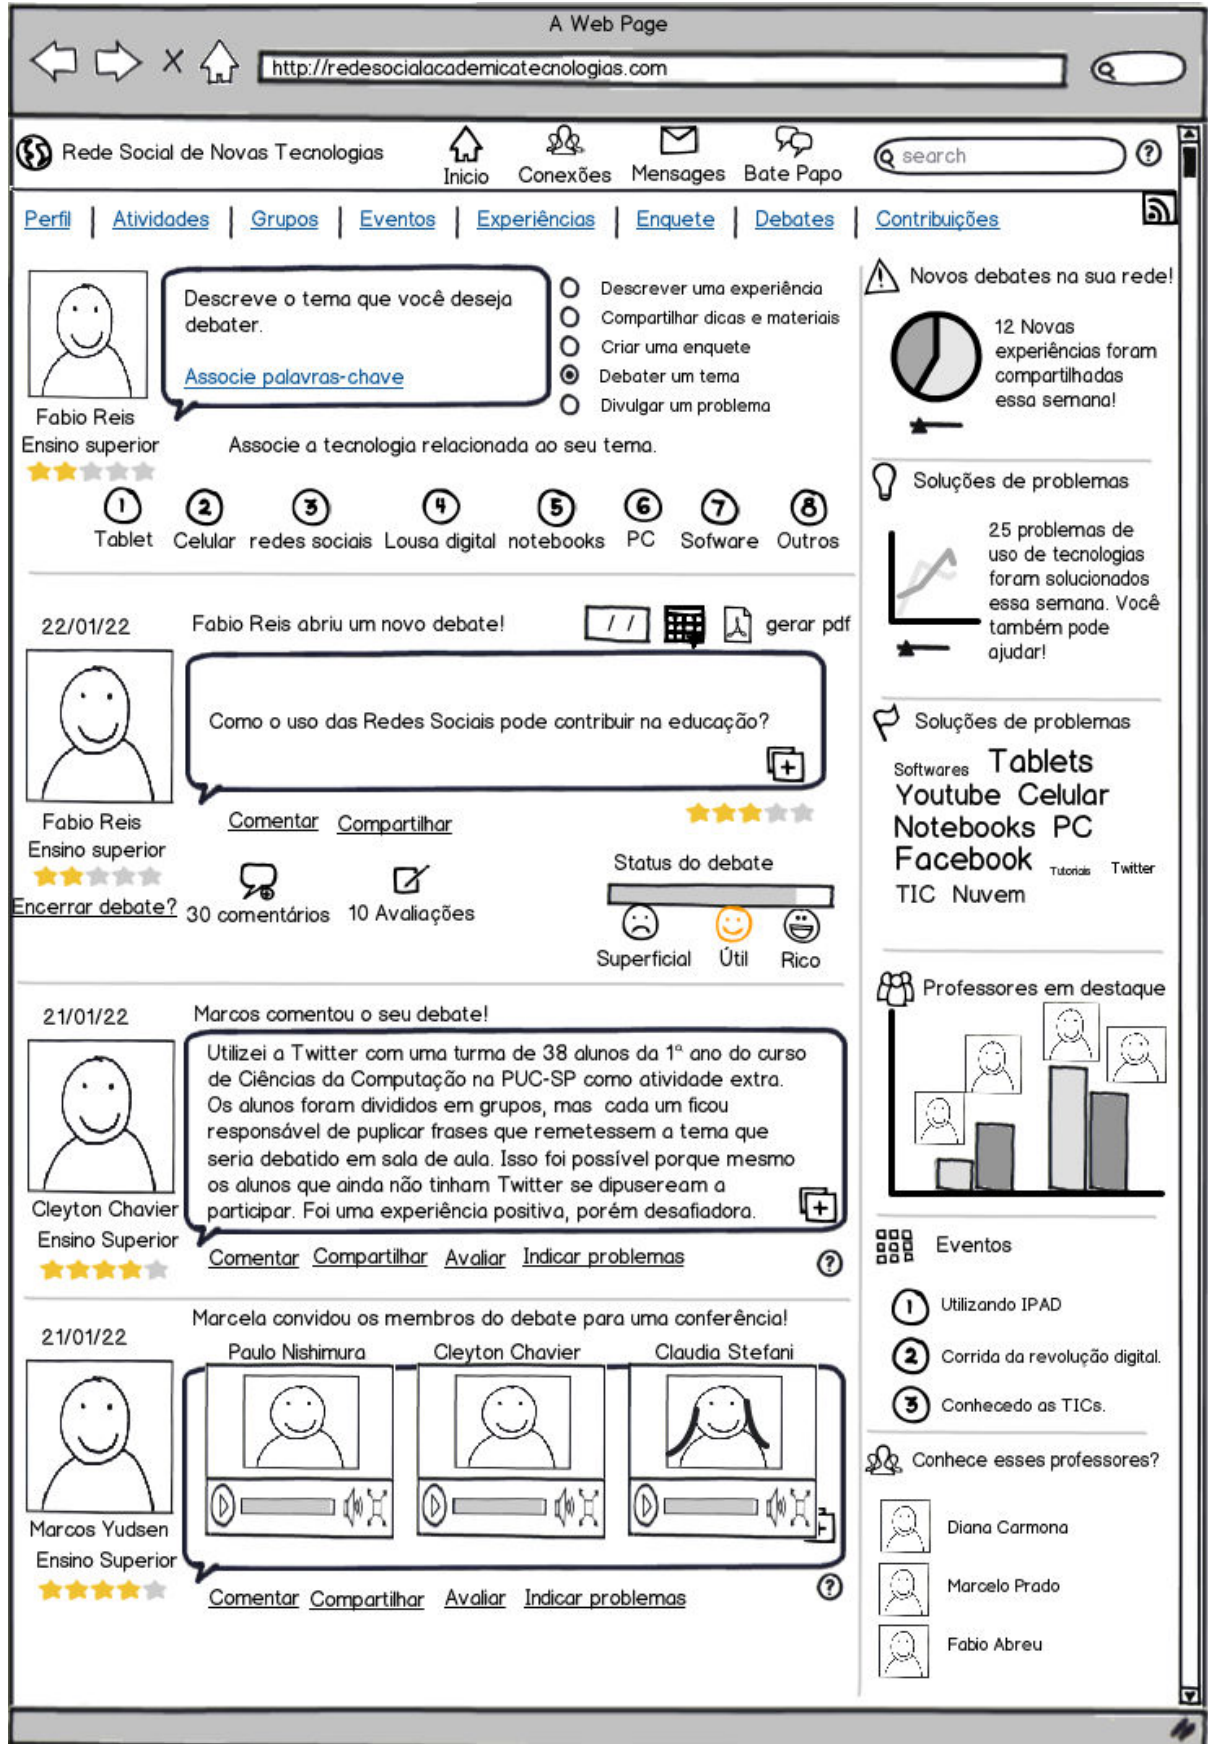 A Web Page
http://redesocialacademicatecnologias.com
Rede Social de Novas Tecnologias
Inicio
Conexões
Mensages
Bate Papo
search
?
Perfil | Atividades | Grupos | Eventos | Experiências | Enquete | Debates | Contribuições
Descreve o tema que você deseja
debater.
Associe palavras-chave
Descrever uma experiência
Compartilhar dicas e materiais
Criar uma enquete
Debater um tema
Divulgar um problema
Fabio Reis
Ensino superior
Associe a tecnologia relacionada ao seu tema.
1 2 3 4 5 6 7 8
Tablet Celular redes sociais Lousa digital notebooks PC Sofware Outros
22/01/22
Fabio Reis abriu um novo debate!
/ /
gerar pdf
Como o uso das Redes Sociais pode contribuir na educação?
Fabio Reis
Ensino superior
Encerrar debate?
Comentar Compartilhar
30 comentários
10 Avaliações
Status do debate
Superficial
Útil
Rico
21/01/22
Marcos comentou o seu debate!
Utilizei a Twitter com uma turma de 38 alunos da 1ª ano do curso
de Ciências da Computação na PUC-SP como atividade extra.
Os alunos foram divididos em grupos, mas cada um ficou
responsável de puplicar frases que remetessem a tema que
seria debatido em sala de aula. Isso foi possível porque mesmo
os alunos que ainda não tinham Twitter se dipusereram a
participar. Foi uma experiência positiva, porém desafiadora.
Cleyton Chavier
Ensino Superior
Comentar Compartilhar Avaliar Indicar problemas
?
21/01/22
Marcela convidou os membros do debate para uma conferência!
Paulo Nishimura
Cleyton Chavier
Claudia Stefani
Marcos Yudsen
Ensino Superior
Comentar Compartilhar Avaliar Indicar problemas
?
Novos debates na sua rede!
12 Novas
experiências foram
compartilhadas
essa semana!
Soluções de problemas
25 problemas de
uso de tecnologias
foram solucionados
essa semana. Você
também pode
ajudar!
Soluções de problemas
Softwares Tablets
Youtube Celular
Notebooks PC
Facebook Tutoriais Twitter
TIC Nuvem
Professores em destaque
Eventos
1 Utilizando IPAD
2 Corrida da revolução digital.
3 Conhecedo as TICs.
Conhece esses professores?
Diana Carmona
Marcelo Prado
Fabio Abreu